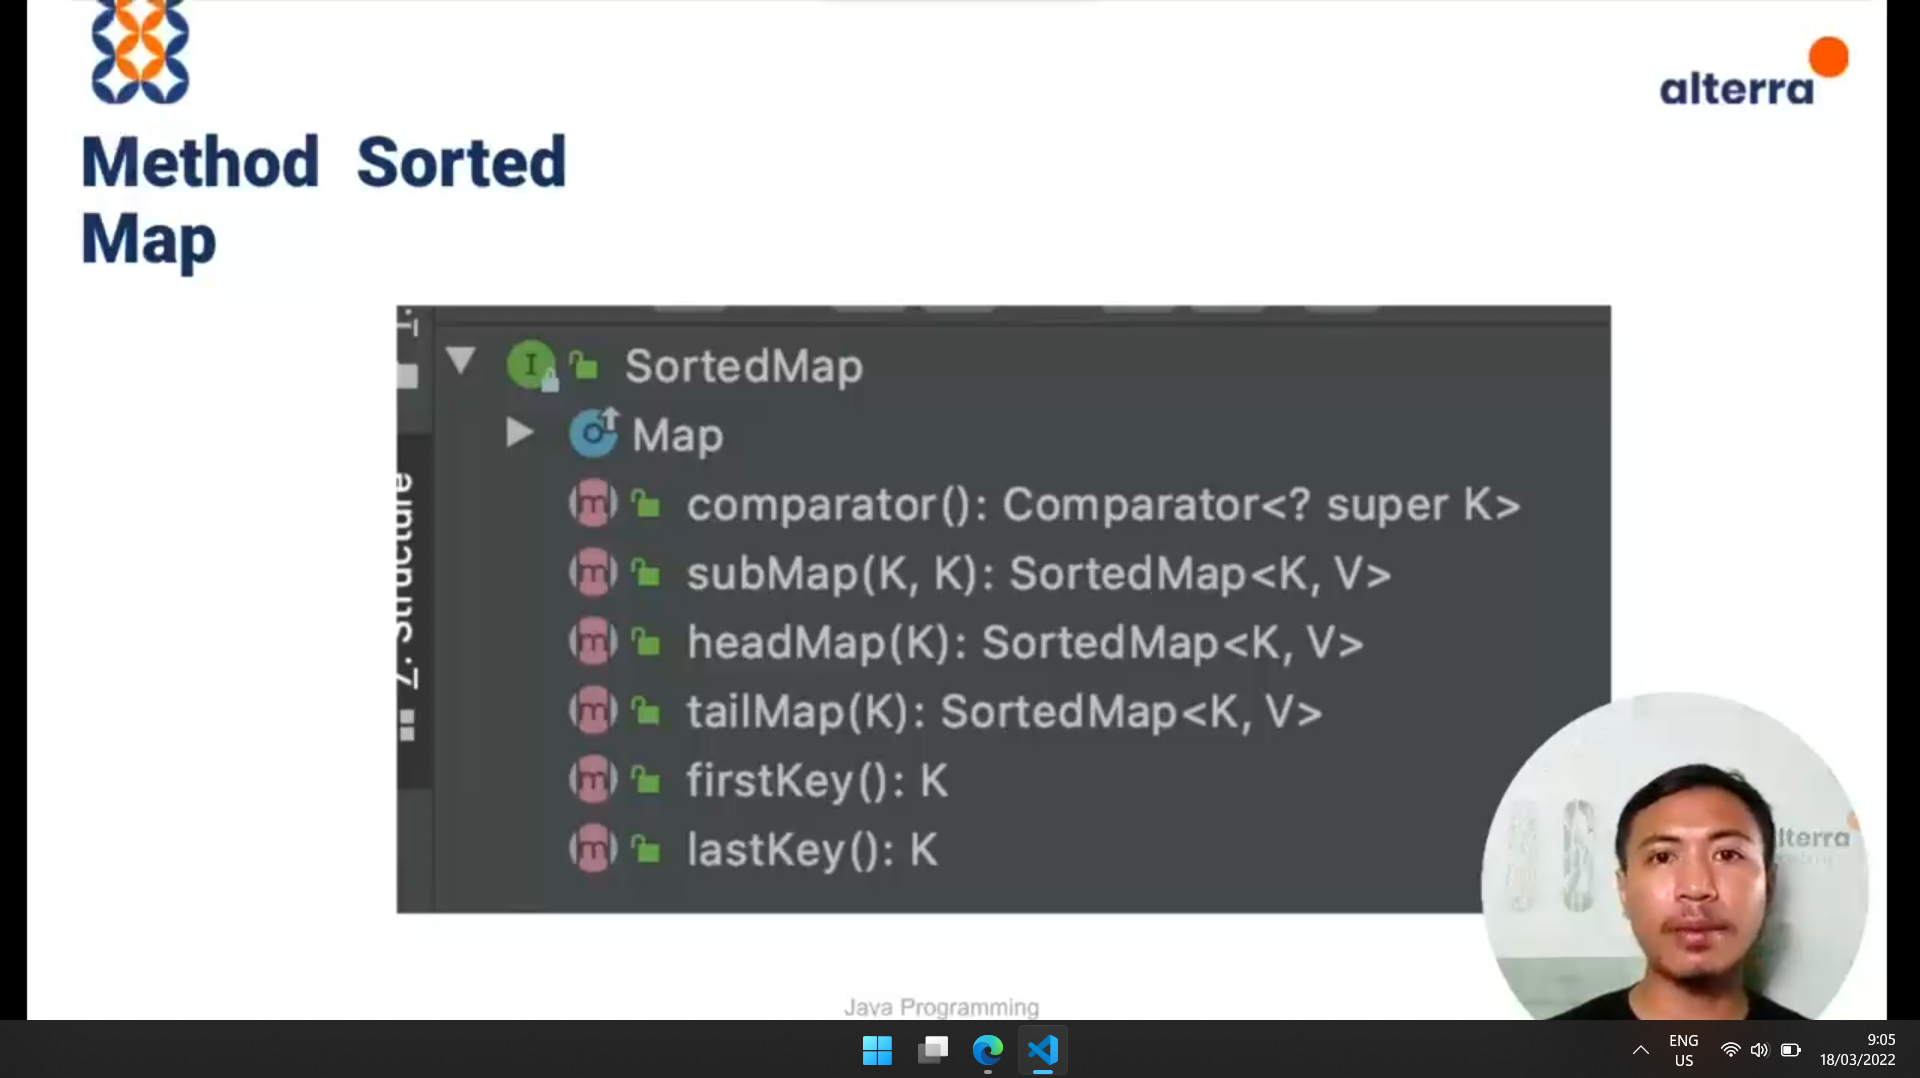 alterra
Method Sorted
Map
SortedMap
Map
comparator(): Comparator<? super K>
subMap(K, K): SortedMap<K, V>
headMap(K): SortedMap<K, V>
tailMap(K): SortedMap<K, V>
firstKey(): K
lastKey(): K
Structure
lterra
Java Programming
ENG
US
9:05
18/03/2022